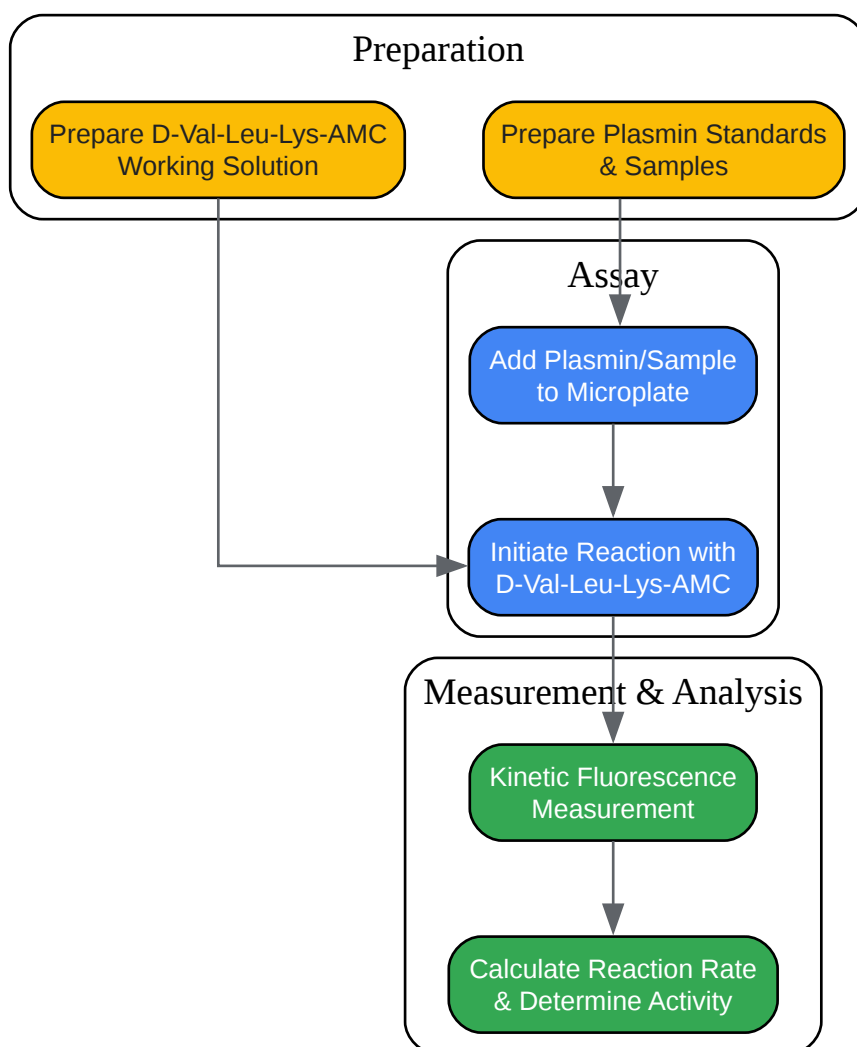 Preparation
Prepare D-Val-Leu-Lys-AMC
Working Solution
Prepare Plasmin Standards
& Samples
Assay
Add Plasmin/Sample
to Microplate
Initiate Reaction with
D-Val-Leu-Lys-AMC
Measurement & Analysis
Kinetic Fluorescence
Measurement
Calculate Reaction Rate
& Determine Activity